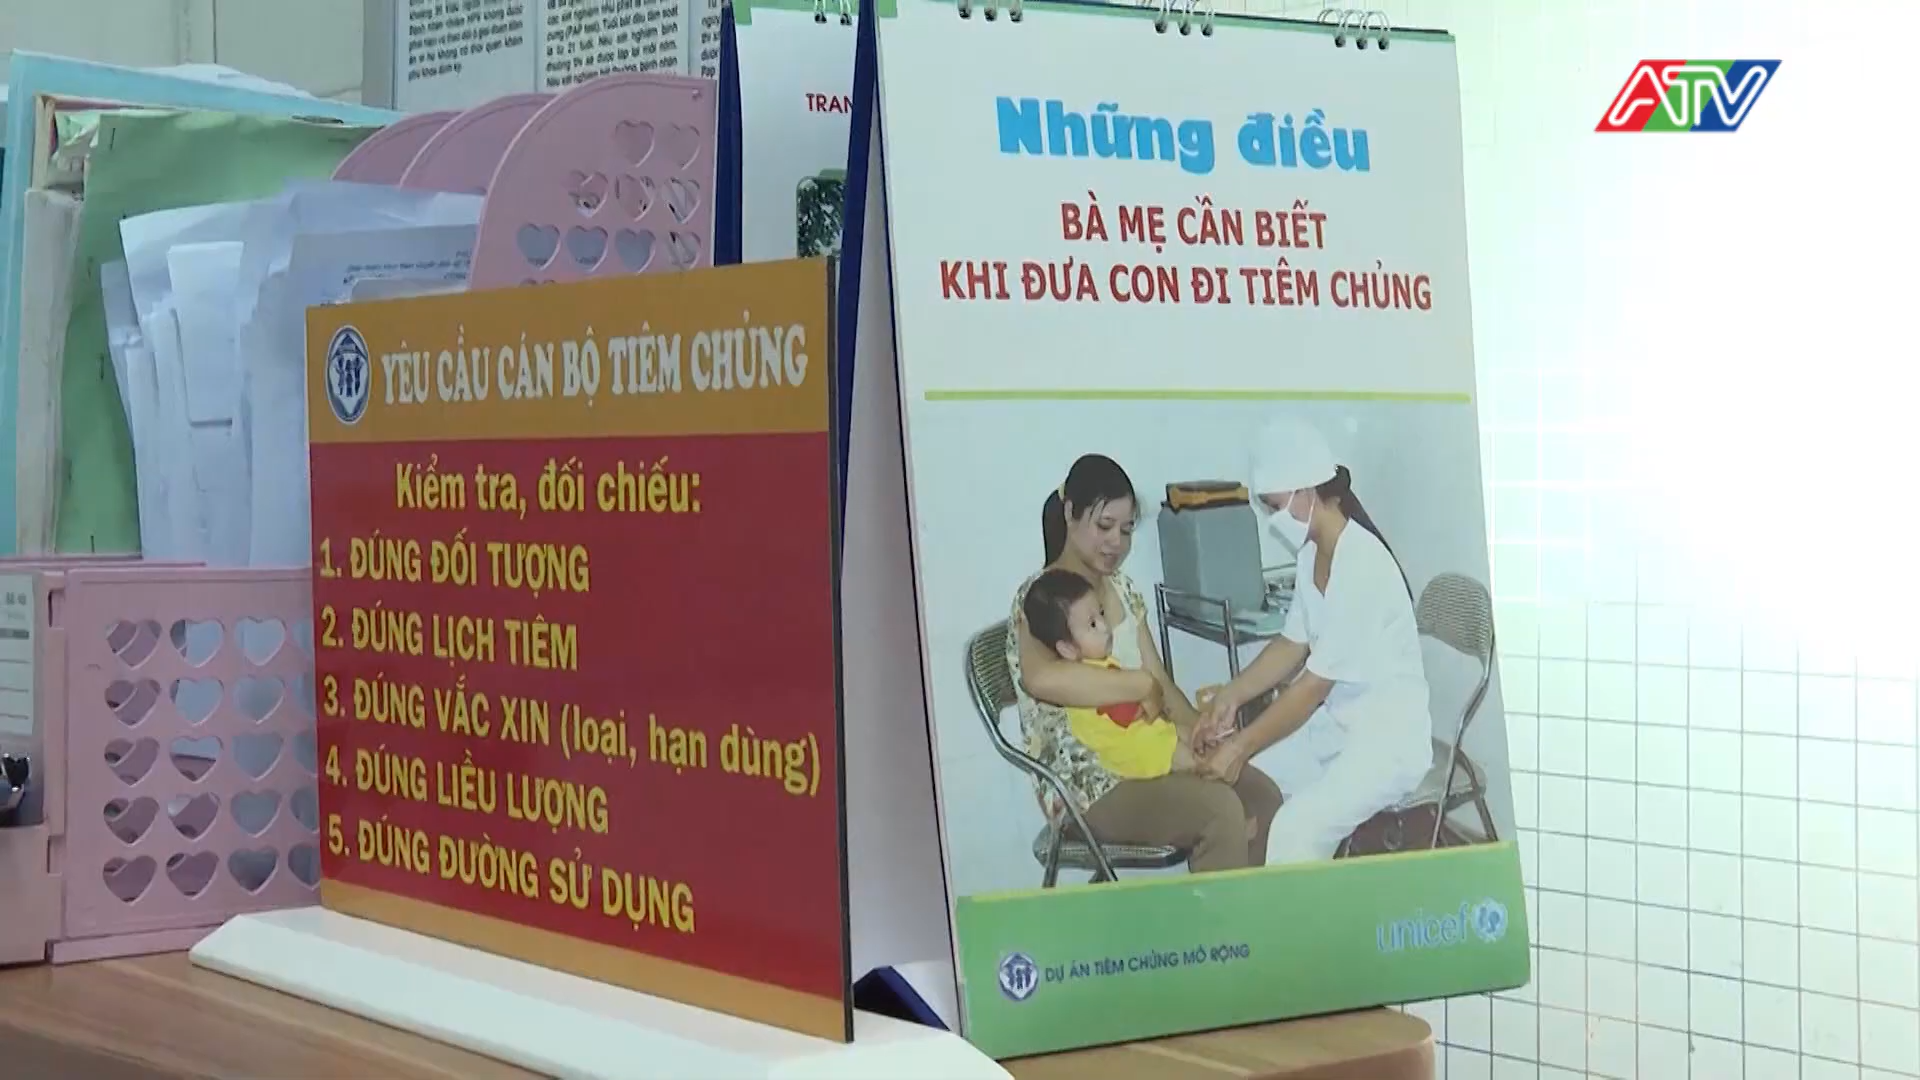 ATV
TRAN
Những điều
BÀ MẸ CẦN BIẾT
KHI ĐƯA CON ĐI TIÊM CHỦNG
YÊU CẦU CÁN BỘ TIÊM CHỦNG
Kiểm tra, đối chiếu:
1. ĐÚNG ĐỐI TƯỢNG
2. ĐÚNG LỊCH TIÊM
3. ĐÚNG VẮC XIN (loại, hạn dùng)
4. ĐÚNG LIỀU LƯỢNG
5. ĐÚNG ĐƯỜNG SỬ DỤNG
DỰ ÁN TIÊM CHỦNG MỞ RỘNG
unicef